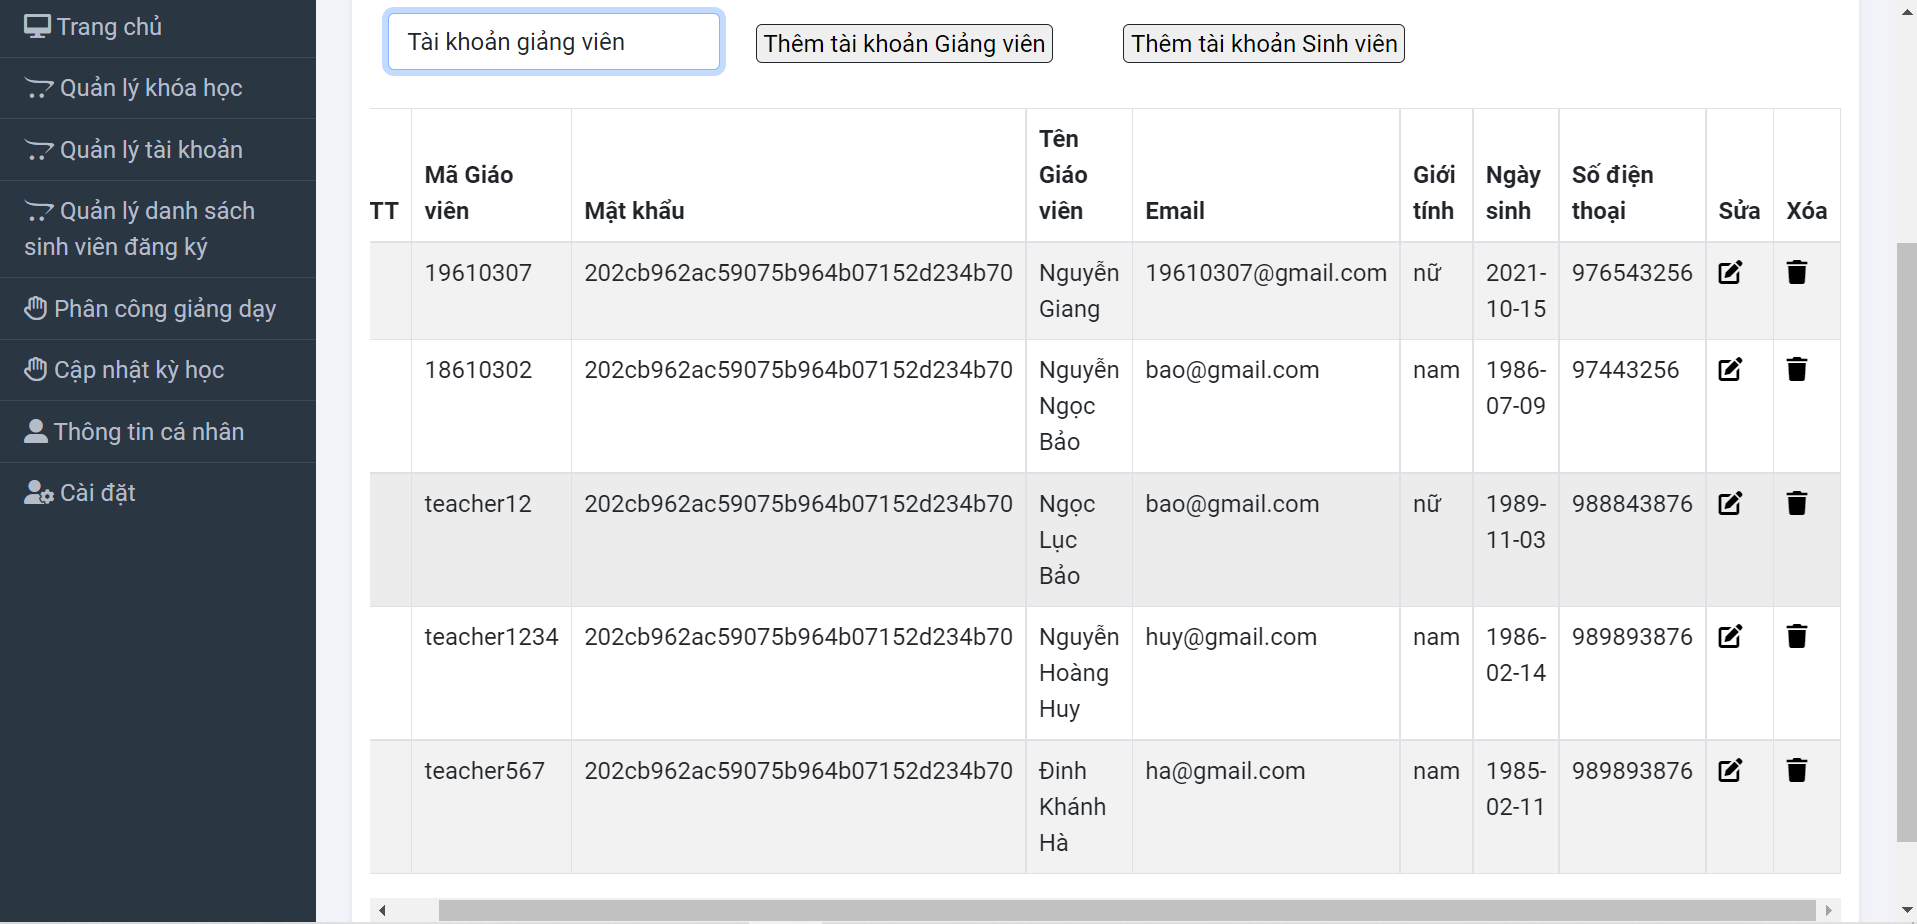 Trang chủ
Quản lý khóa học
Quản lý tài khoản
Quản lý danh sách
sinh viên đăng ký
Phân công giảng dạy
Cập nhật kỳ học
Thông tin cá nhân
Cài đặt
Tài khoản giảng viên
Thêm tài khoản Giảng viên
Thêm tài khoản Sinh viên
TT
Mã Giáo
viên
Mật khẩu
Tên
Giáo
viên
Email
Giới
tính
Ngày
sinh
Số điện
thoại
Sửa
Xóa
19610307
202cb962ac59075b964b07152d234b70
Nguyễn
Giang
19610307@gmail.com
nữ
2021-
10-15
976543256
18610302
202cb962ac59075b964b07152d234b70
Nguyễn
Ngọc
Bảo
bao@gmail.com
nam
1986-
07-09
97443256
teacher12
202cb962ac59075b964b07152d234b70
Ngọc
Lục
Bảo
bao@gmail.com
nữ
1989-
11-03
988843876
teacher1234
202cb962ac59075b964b07152d234b70
Nguyễn
Hoàng
Huy
huy@gmail.com
nam
1986-
02-14
989893876
teacher567
202cb962ac59075b964b07152d234b70
Đinh
Khánh
Hà
ha@gmail.com
nam
1985-
02-11
989893876